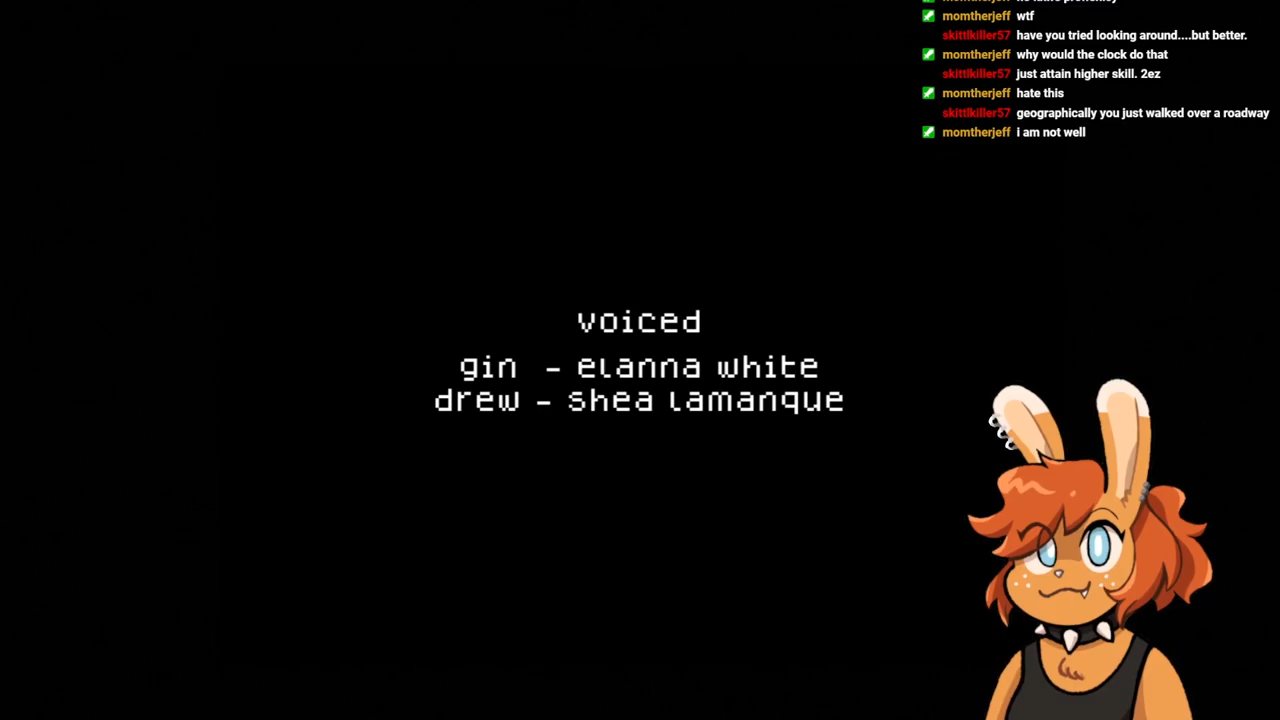 momtherjeff wtf
skittlkiller57 have you tried looking around....but better.
momtherjeff why would the clock do that
skittlkiller57 just attain higher skill. 2ez
momtherjeff hate this
skittlkiller57 geographically you just walked over a roadway
momtherjeff i am not well
voiced
gin - elanna white
drew - shea lamanque